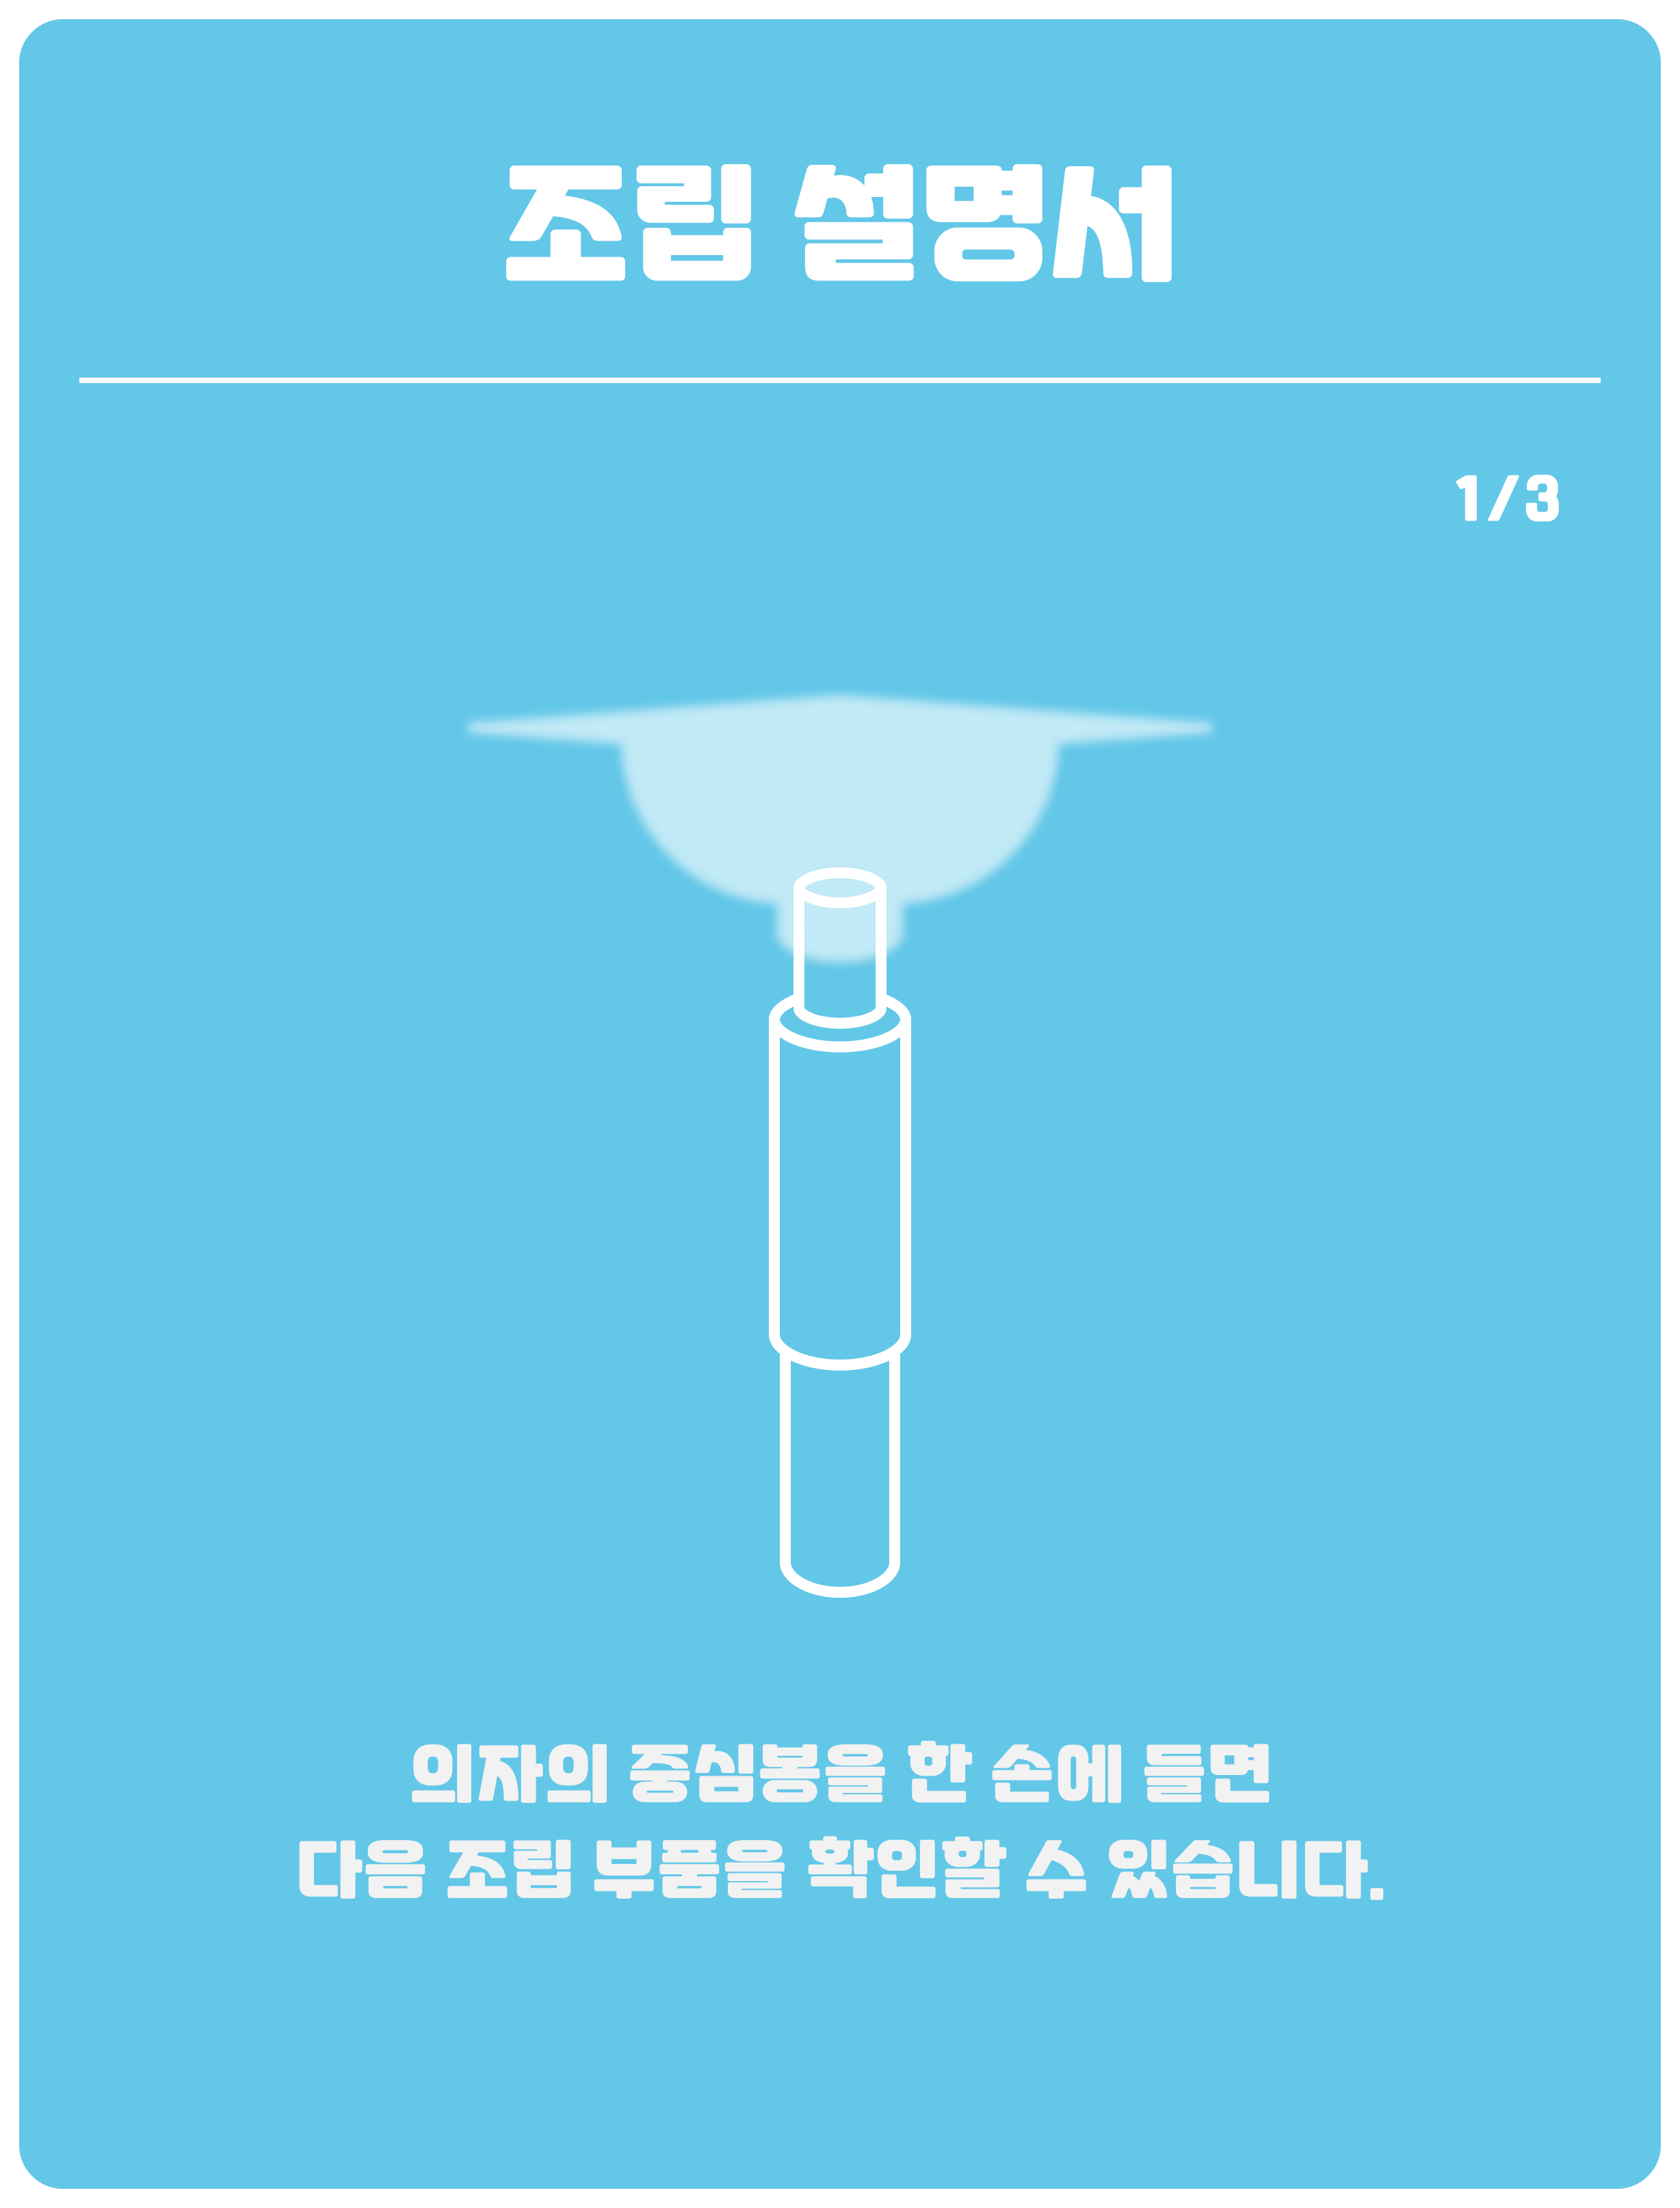 조립 설명서
1/3
의자의 중심봉을 한 손에 들면
다음 조립 부품을 확인할 수 있습니다.